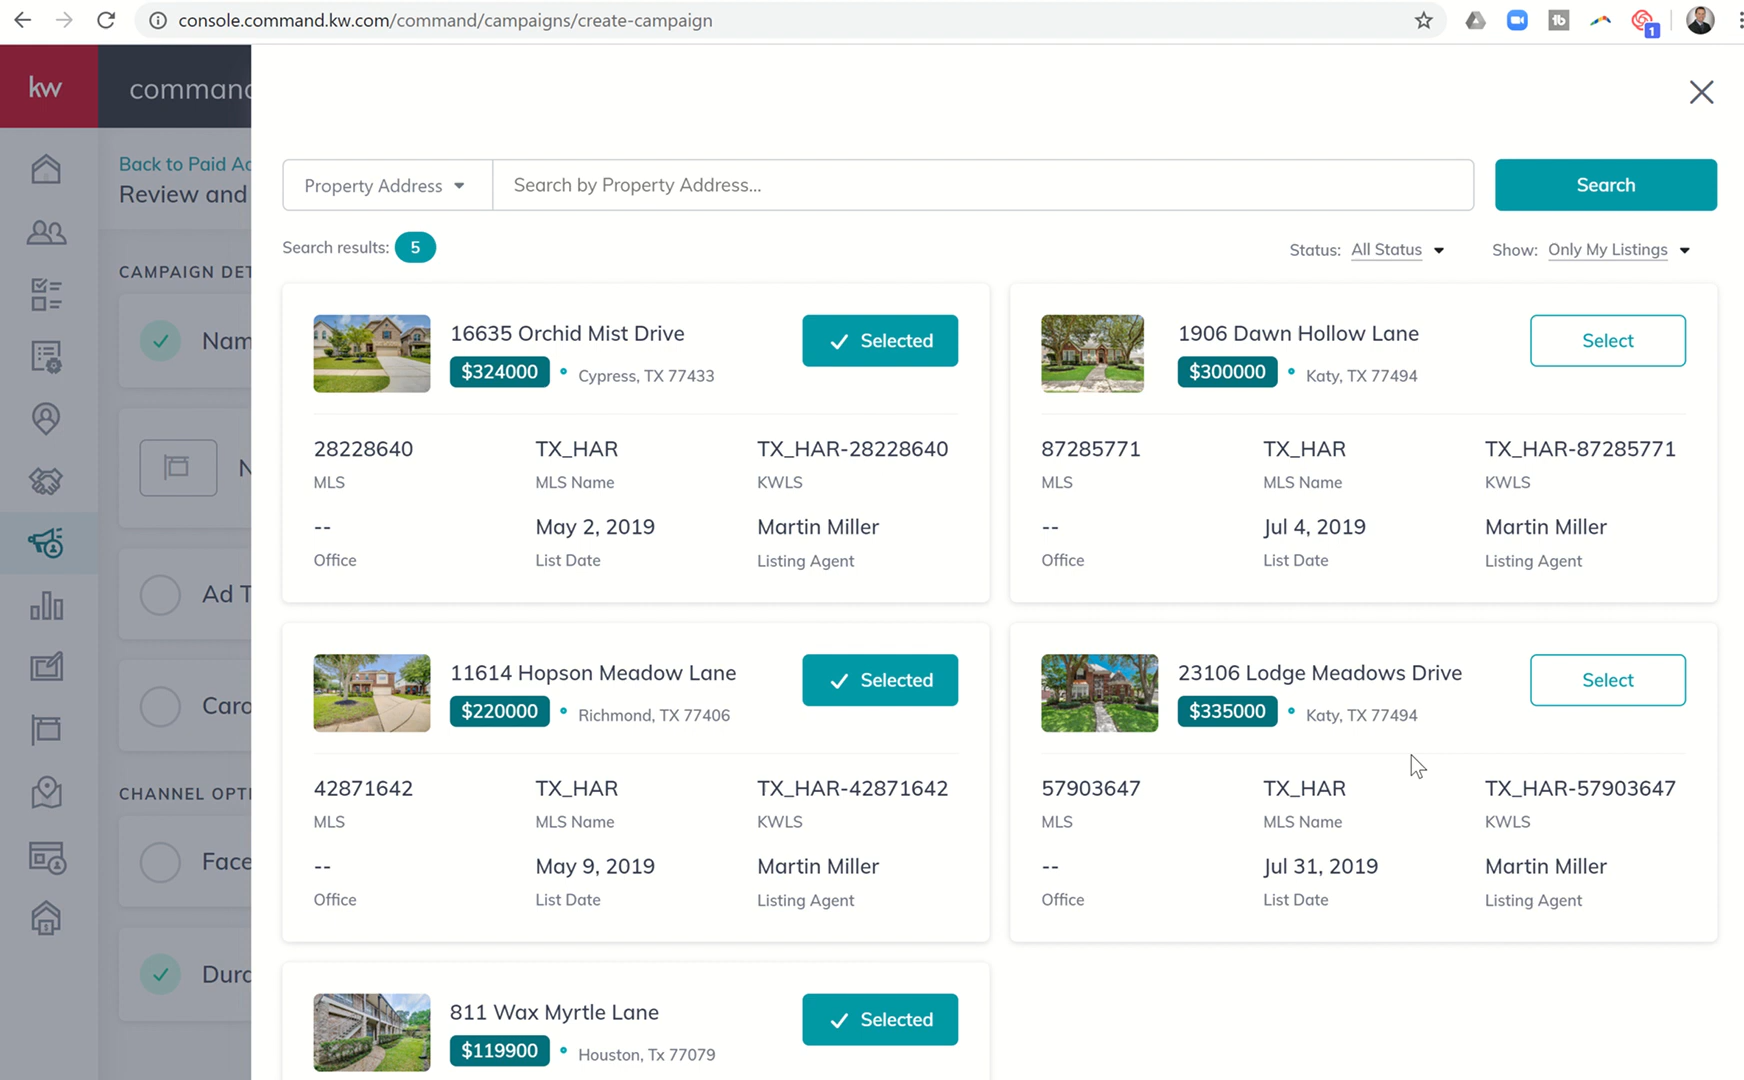 console.command.kw.com/command/campaigns/create-campaign
1
kw
command
Back to Paid Ac
Review and
CAMPAIGN DET
Nam
N
Ad T
Caro
CHANNEL OPTI
Face
Dura
Property Address
Search by Property Address...
Search
Search results: 5
Status: All Status
Show: Only My Listings
16635 Orchid Mist Drive
$324000 • Cypress, TX 77433
Selected
28228640 TX_HAR TX_HAR-28228640
MLS MLS Name KWLS
-- May 2, 2019 Martin Miller
Office List Date Listing Agent
1906 Dawn Hollow Lane
$300000 • Katy, TX 77494
Select
87285771 TX_HAR TX_HAR-87285771
MLS MLS Name KWLS
-- Jul 4, 2019 Martin Miller
Office List Date Listing Agent
11614 Hopson Meadow Lane
$220000 • Richmond, TX 77406
Selected
42871642 TX_HAR TX_HAR-42871642
MLS MLS Name KWLS
-- May 9, 2019 Martin Miller
Office List Date Listing Agent
23106 Lodge Meadows Drive
$335000 • Katy, TX 77494
Select
57903647 TX_HAR TX_HAR-57903647
MLS MLS Name KWLS
-- Jul 31, 2019 Martin Miller
Office List Date Listing Agent
811 Wax Myrtle Lane
$119900 • Houston, Tx 77079
Selected